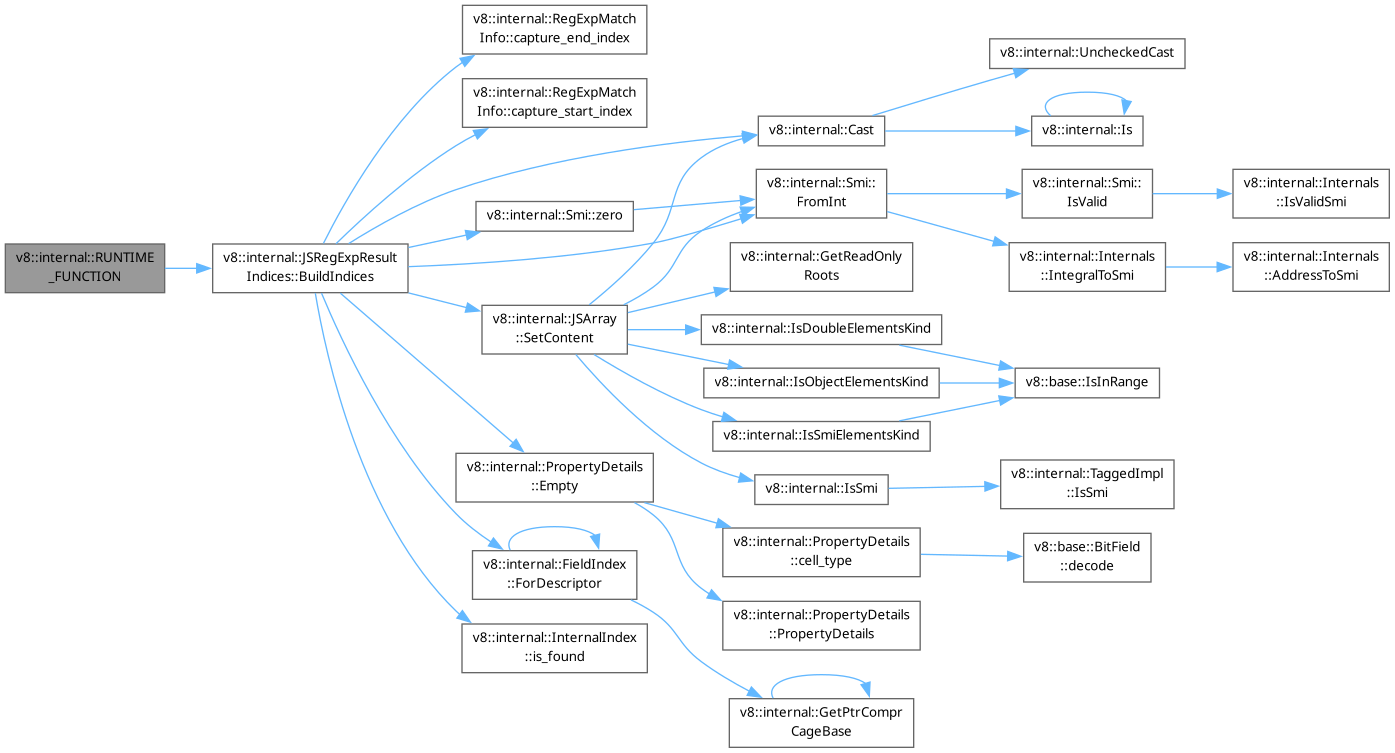 v8::internal::RUNTIME
_FUNCTION
v8::internal::JSRegExpResult
Indices::BuildIndices
v8::internal::RegExpMatch
Info::capture_end_index
v8::internal::RegExpMatch
Info::capture_start_index
v8::internal::Smi::zero
v8::internal::JSArray
::SetContent
v8::internal::PropertyDetails
::Empty
v8::internal::FieldIndex
::ForDescriptor
v8::internal::InternalIndex
::is_found
v8::internal::Cast
v8::internal::Smi::
FromInt
v8::internal::GetReadOnly
Roots
v8::internal::IsDoubleElementsKind
v8::internal::IsObjectElementsKind
v8::internal::IsSmiElementsKind
v8::internal::IsSmi
v8::internal::PropertyDetails
::cell_type
v8::internal::PropertyDetails
::PropertyDetails
v8::internal::GetPtrCompr
CageBase
v8::internal::UncheckedCast
v8::internal::Is
v8::internal::Smi::
IsValid
v8::internal::Internals
::IntegralToSmi
v8::base::IsInRange
v8::internal::TaggedImpl
::IsSmi
v8::base::BitField
::decode
v8::internal::Internals
::IsValidSmi
v8::internal::Internals
::AddressToSmi